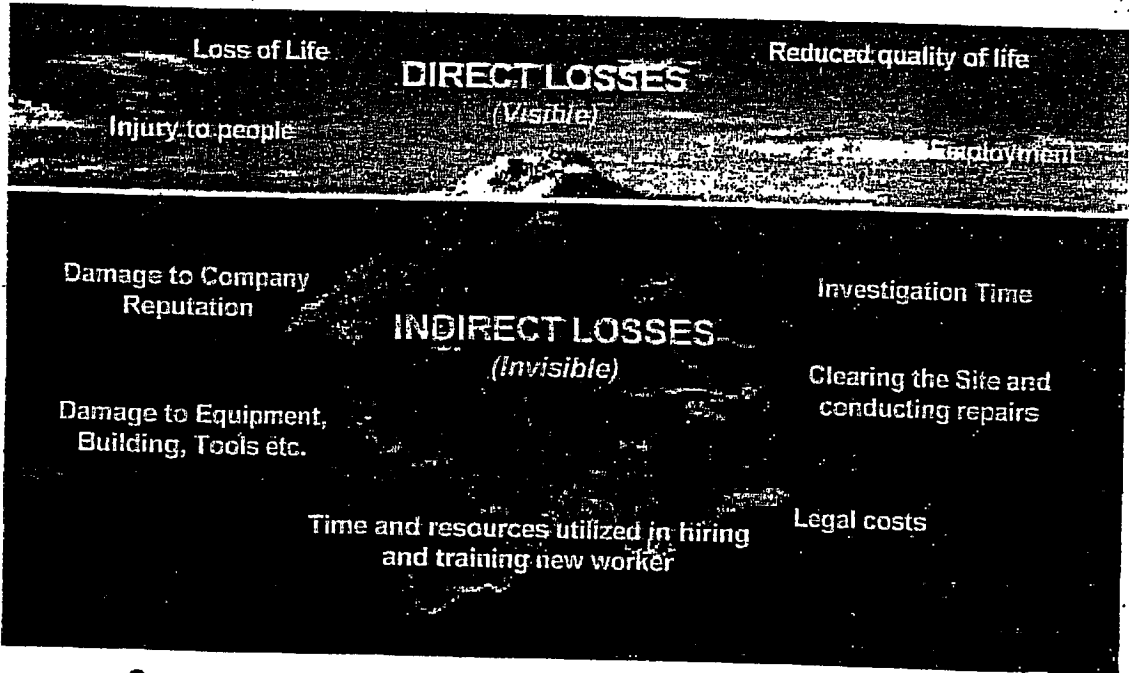 Loss of Life
DIRECT LOSSES
(Visible)
Reduced quality of life
Injury to people
Employment
Damage to Company
Reputation
INDIRECT LOSSES
(Invisible)
Investigation Time
Damage to Equipment,
Building, Tools etc.
Clearing the Site and
conducting repairs
Time and resources utilized in hiring
and training new worker
Legal costs